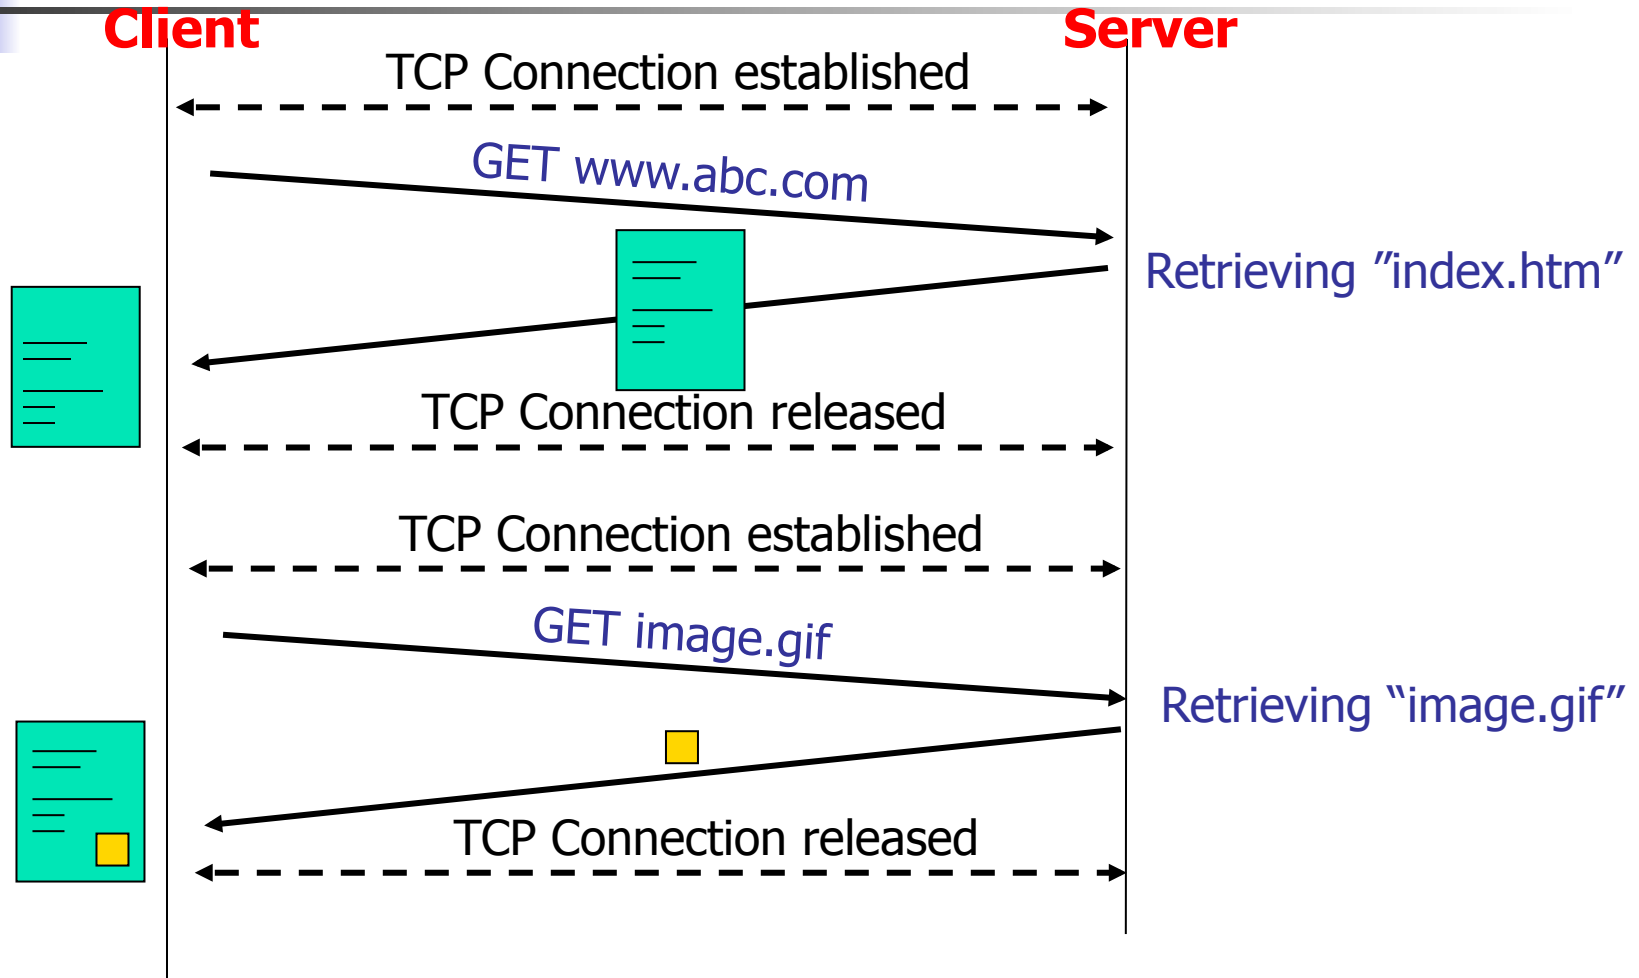 Client
Server
TCP Connection established
GET www.abc.com
Retrieving ”index.htm”
TCP Connection released
TCP Connection established
GET image.gif
Retrieving “image.gif”
TCP Connection released